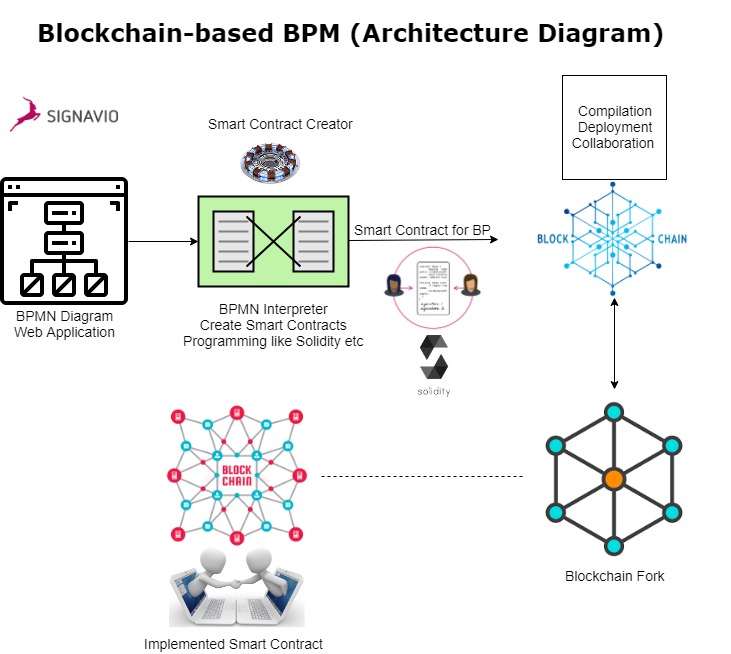 Blockchain-based BPM (Architecture Diagram)
SIGNAVIO
Smart Contract Creator
Compilation
Deployment
Collaboration
Smart Contract for BP
BLOCK CHAIN
BPMN Diagram
Web Application
BPMN Interpreter
Create Smart Contracts
Programming like Solidity etc
solidity
BLOCK
CHAIN
Blockchain Fork
Implemented Smart Contract